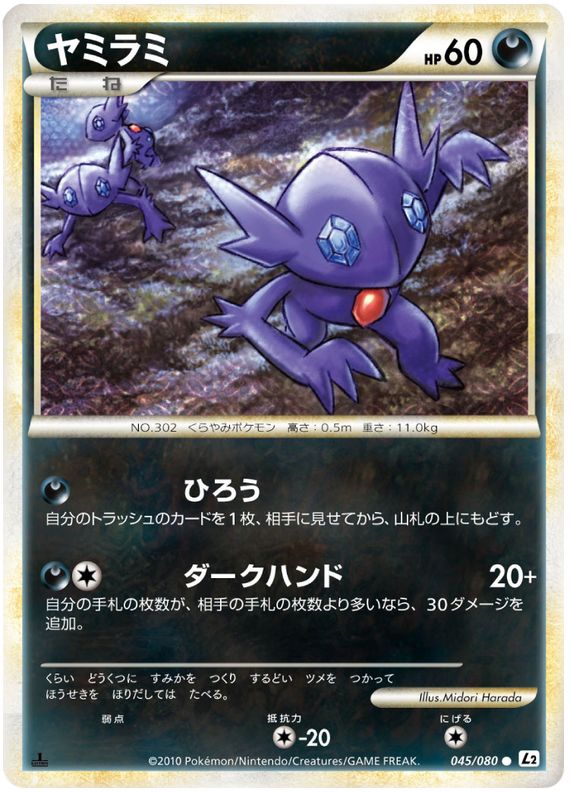 ヤミラミ
HP60
たね
NO.302 くらやみポケモン 高さ：0.5m 重さ：11.0kg
ひろう
自分のトラッシュのカードを1枚、相手に見せてから、山札の上にもどす。
ダークハンド 20+
自分の手札の枚数が、相手の手札の枚数より多いなら、30ダメージを
追加。
くらい どうくつに すみかを つくり するどい ツメを つかって
ほうせきを ほりだしては たべる。
Illus.Midori Harada
弱点 抵抗力 にげる
-20
©2010 Pokémon/Nintendo/Creatures/GAME FREAK.
045/080 ● L2